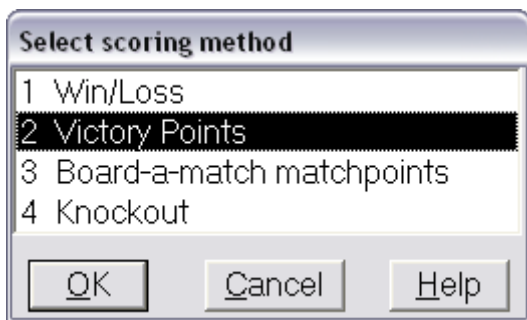 Select scoring method
1 Win/Loss
2 Victory Points
3 Board-a-match matchpoints
4 Knockout
OK Cancel Help